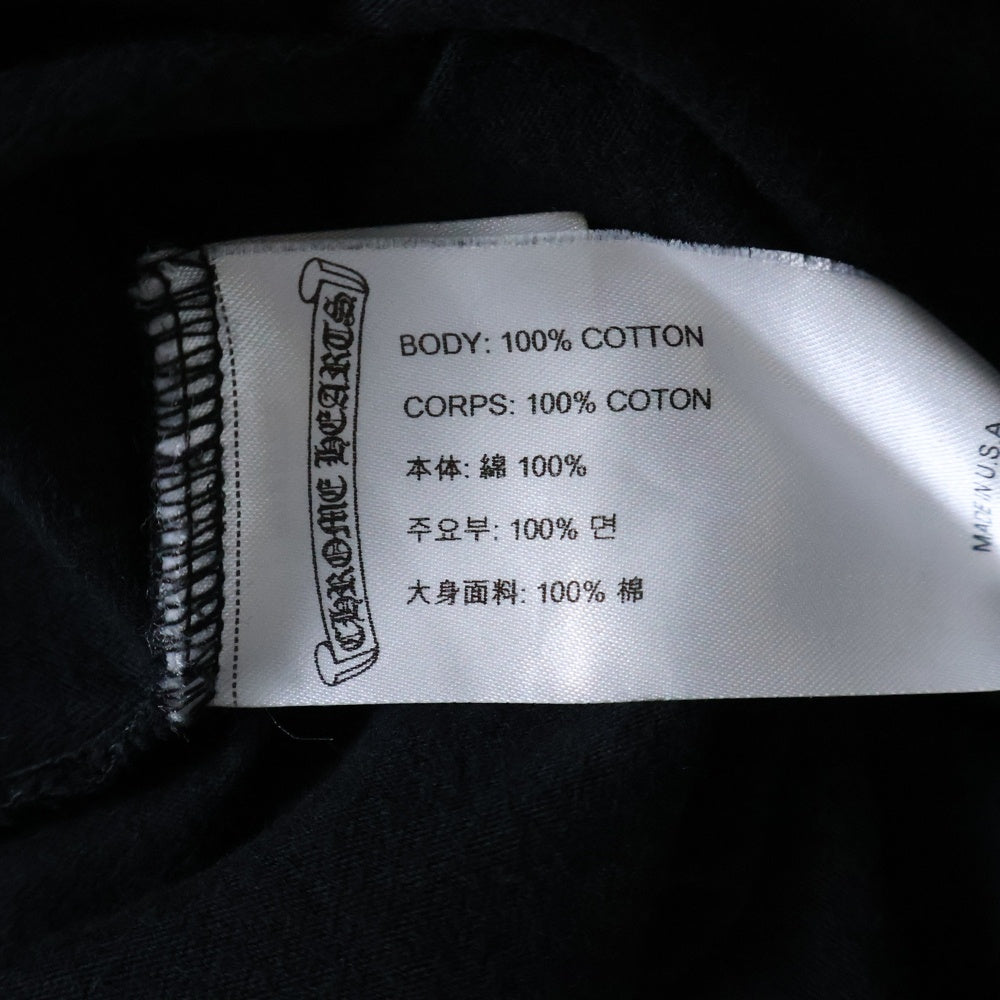 CHROME HEARTS
BODY: 100% COTTON
CORPS: 100% COTON
本体: 綿 100%
주요부: 100% 면
大身面料: 100% 棉
MADE IN U.S.A